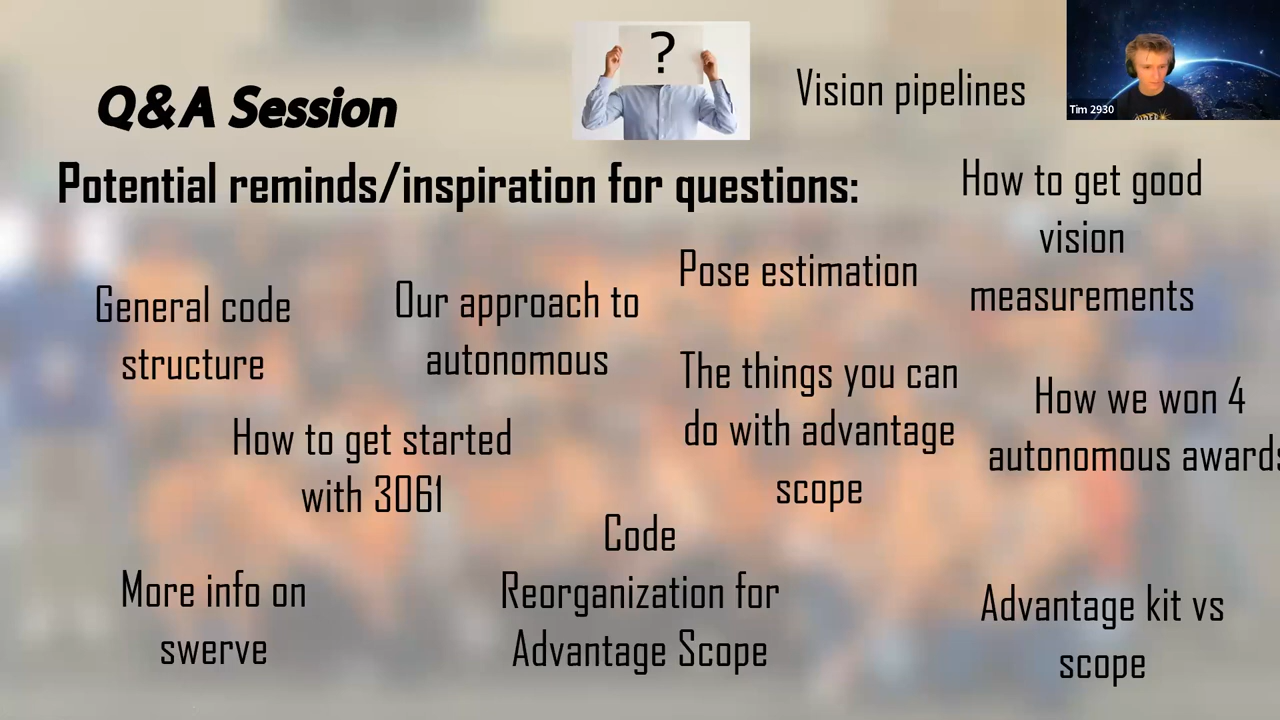 ?
Vision pipelines
Tim 2930
Q&A Session
Potential reminds/inspiration for questions:
How to get good
vision
measurements
Pose estimation
General code
structure
Our approach to
autonomous
The things you can
do with advantage
scope
How we won 4
autonomous awards
How to get started
with 3061
Code
Reorganization for
Advantage Scope
More info on
swerve
Advantage kit vs
scope